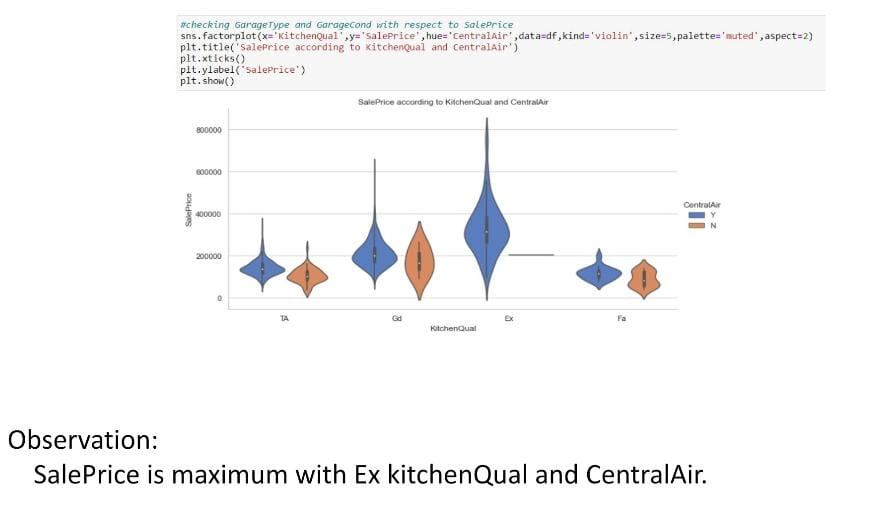 #checking GarageType and GarageCond with respect to SalePrice
sns.factorplot(x='KitchenQual',y='SalePrice',hue='CentralAir',data=df,kind='violin',size=5,palette='muted',aspect=2)
plt.title('SalePrice according to KitchenQual and CentralAir')
plt.xticks()
plt.ylabel('SalePrice')
plt.show()
SalePrice according to KitchenQual and CentralAir
800000
600000
400000
200000
0
SalePrice
TA Gd Ex Fa
KitchenQual
CentralAir
Y
N
Observation:
SalePrice is maximum with Ex kitchenQual and CentralAir.